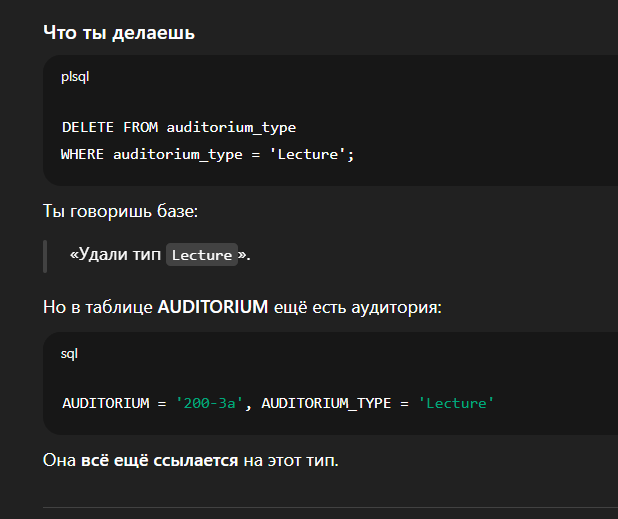 Что ты делаешь
plsql
DELETE FROM auditorium_type
WHERE auditorium_type = 'Lecture';
Ты говоришь базе:
«Удали тип Lecture».
Но в таблице AUDITORIUM ещё есть аудитория:
sql
AUDITORIUM = '200-3а', AUDITORIUM_TYPE = 'Lecture'
Она всё ещё ссылается на этот тип.